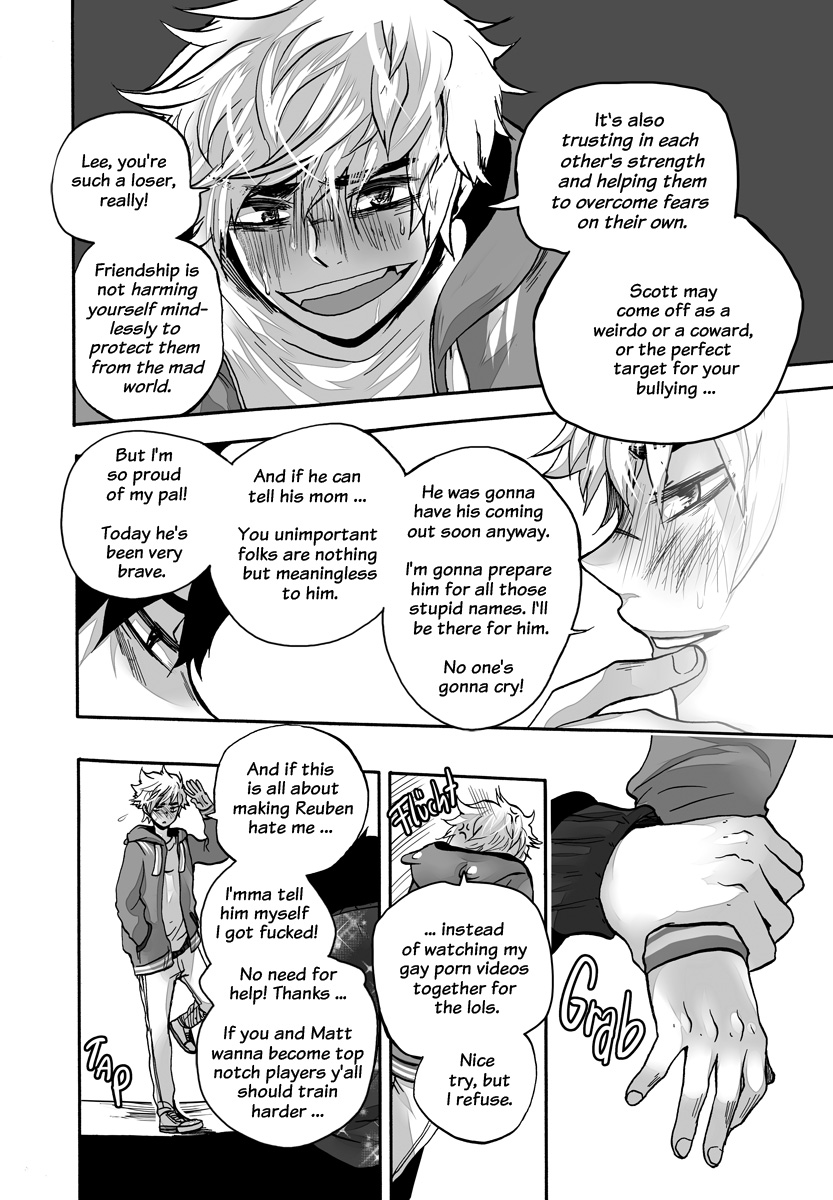 Lee, you're
such a loser,
really!
Friendship is
not harming
yourself mind-
lessly to
protect them
from the mad
world.
It's also
trusting in each
other's strength
and helping them
to overcome fears
on their own.
Scott may
come off as a
weirdo or a coward,
or the perfect
target for your
bullying ...
But I'm
so proud
of my pal!
Today he's
been very
brave.
And if he can
tell his mom ...
You unimportant
folks are nothing
but meaningless
to him.
He was gonna
have his coming
out soon anyway.
I'm gonna prepare
him for all those
stupid names. I'll
be there for him.
No one's
gonna cry!
And if this
is all about
making Reuben
hate me ...
I'mma tell
him myself
I got fucked!
No need for
help! Thanks ...
If you and Matt
wanna become top
notch players y'all
should train
harder ...
TAP
Flücht
... instead
of watching my
gay porn videos
together for
the lols.
Nice
try, but
I refuse.
Grab